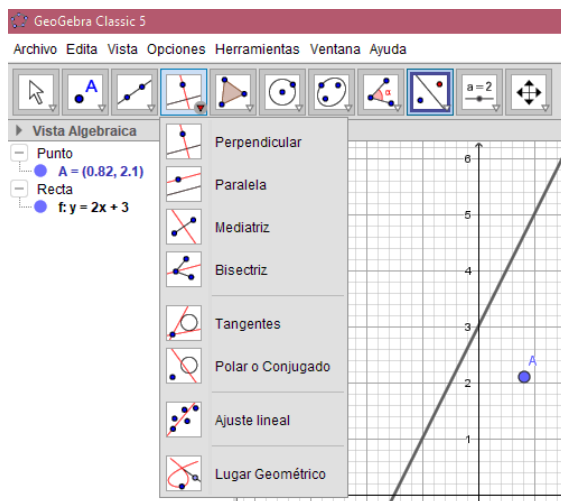 GeoGebra Classic 5
Archivo Edita Vista Opciones Herramientas Ventana Ayuda
A
α
a=2
Vista Algebraica
Punto
A = (0.82, 2.1)
Recta
f: y = 2x + 3
Perpendicular
Paralela
Mediatriz
Bisectriz
Tangentes
Polar o Conjugado
Ajuste lineal
Lugar Geométrico
6
5
4
3
2
1
A